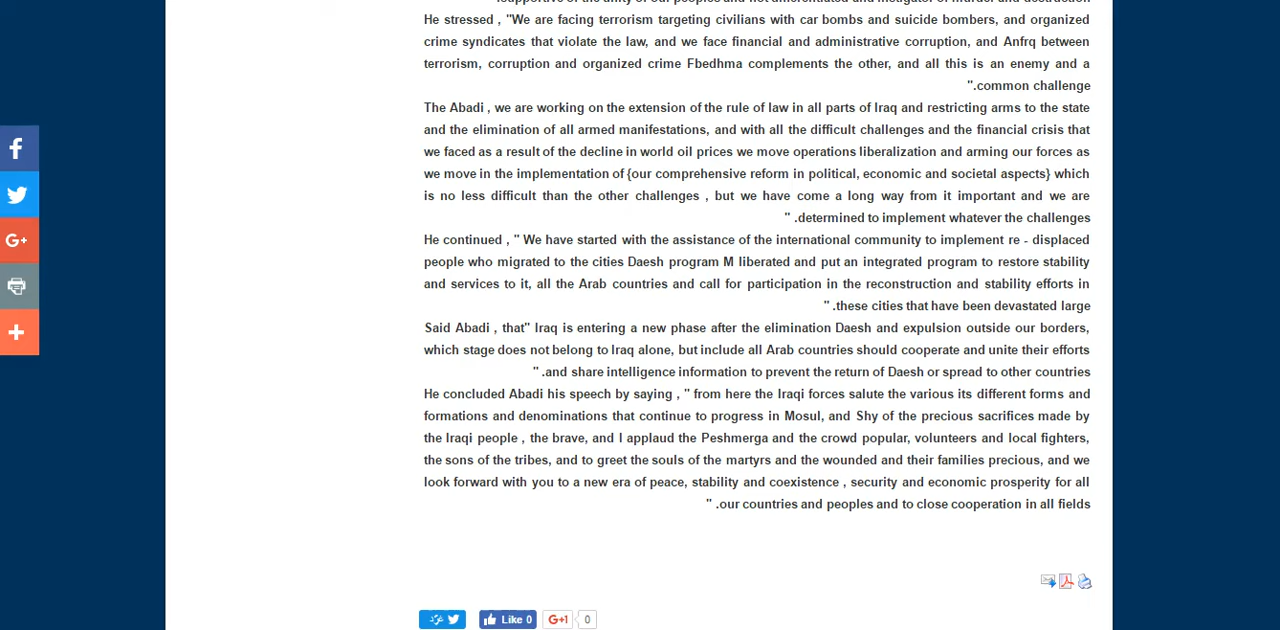 .supportive of the unity of our peoples and not differentiated and instigator of murder and destruction
He stressed , "We are facing terrorism targeting civilians with car bombs and suicide bombers, and organized
crime syndicates that violate the law, and we face financial and administrative corruption, and Anfrq between
terrorism, corruption and organized crime Fbedhma complements the other, and all this is an enemy and a
".common challenge
The Abadi , we are working on the extension of the rule of law in all parts of Iraq and restricting arms to the state
and the elimination of all armed manifestations, and with all the difficult challenges and the financial crisis that
we faced as a result of the decline in world oil prices we move operations liberalization and arming our forces as
we move in the implementation of {our comprehensive reform in political, economic and societal aspects} which
is no less difficult than the other challenges , but we have come a long way from it important and we are
" .determined to implement whatever the challenges
He continued , " We have started with the assistance of the international community to implement re - displaced
people who migrated to the cities Daesh program M liberated and put an integrated program to restore stability
and services to it, all the Arab countries and call for participation in the reconstruction and stability efforts in
" .these cities that have been devastated large
Said Abadi , that" Iraq is entering a new phase after the elimination Daesh and expulsion outside our borders,
which stage does not belong to Iraq alone, but include all Arab countries should cooperate and unite their efforts
" .and share intelligence information to prevent the return of Daesh or spread to other countries
He concluded Abadi his speech by saying , " from here the Iraqi forces salute the various its different forms and
formations and denominations that continue to progress in Mosul, and Shy of the precious sacrifices made by
the Iraqi people , the brave, and I applaud the Peshmerga and the crowd popular, volunteers and local fighters,
the sons of the tribes, and to greet the souls of the martyrs and the wounded and their families precious, and we
look forward with you to a new era of peace, stability and coexistence , security and economic prosperity for all
" .our countries and peoples and to close cooperation in all fields
غرّد Like 0 G+1 0